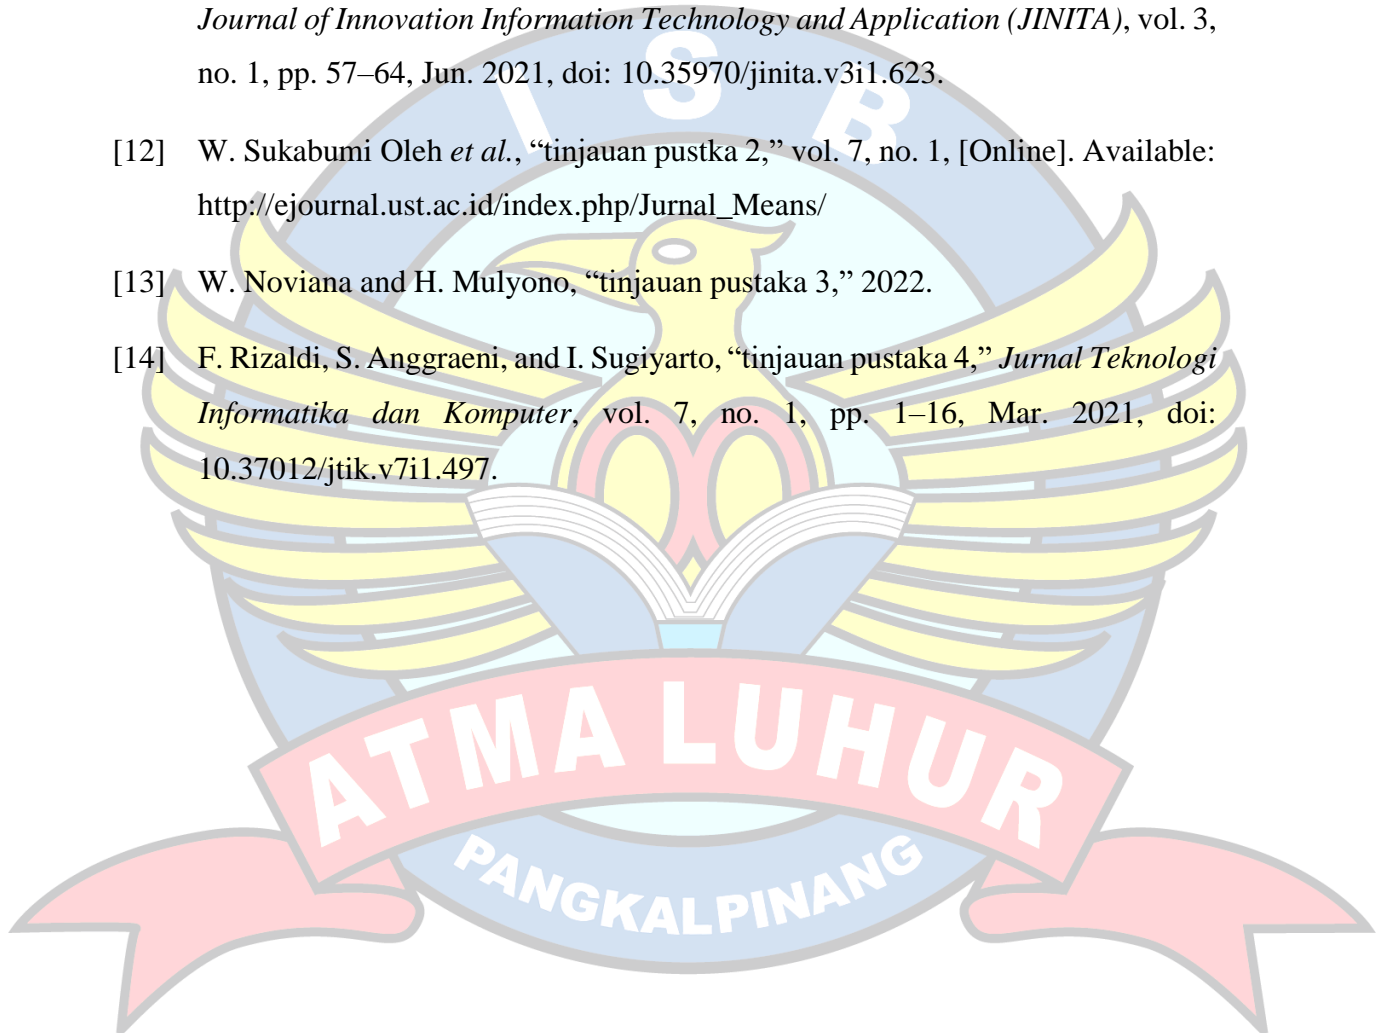 Journal of Innovation Information Technology and Application (JINITA), vol. 3,
no. 1, pp. 57–64, Jun. 2021, doi: 10.35970/jinita.v3i1.623.
[12] W. Sukabumi Oleh et al., “tinjauan pustka 2,” vol. 7, no. 1, [Online]. Available:
http://ejournal.ust.ac.id/index.php/Jurnal_Means/
[13] W. Noviana and H. Mulyono, “tinjauan pustaka 3,” 2022.
[14] F. Rizaldi, S. Anggraeni, and I. Sugiyarto, “tinjauan pustaka 4,” Jurnal Teknologi
Informatika dan Komputer, vol. 7, no. 1, pp. 1–16, Mar. 2021, doi:
10.37012/jtik.v7i1.497.
I S B
ATMA LUHUR
PANGKALPINANG